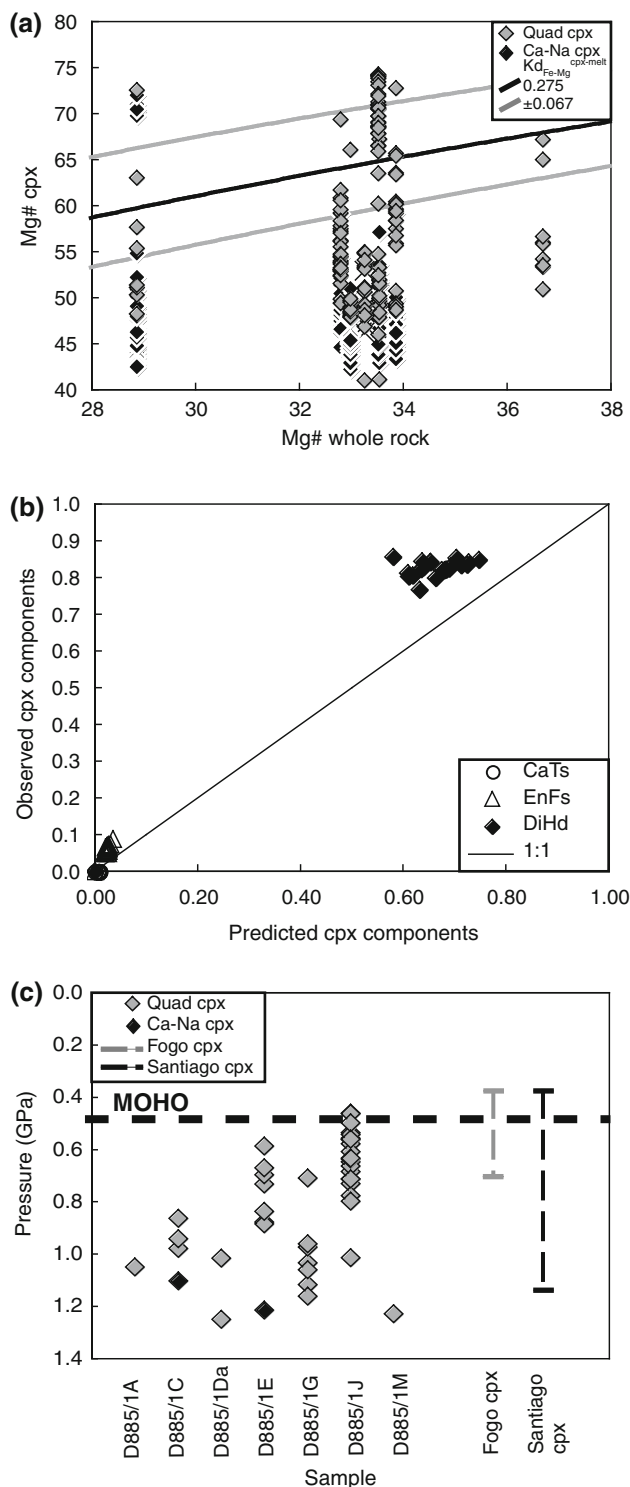 (a)
80
75
70
65
60
55
50
45
40
Mg# cpx
Quad cpx
Ca-Na cpx
Kd Fe-Mg cpx-melt
0.275
±0.067
28 30 32 34 36 38
Mg# whole rock
(b)
1.0
0.9
0.8
0.7
0.6
0.5
0.4
0.3
0.2
0.1
0.0
Observed cpx components
CaTs
EnFs
DiHd
1:1
0.00 0.20 0.40 0.60 0.80 1.00
Predicted cpx components
(c)
0.0
0.2
0.4
0.6
0.8
1.0
1.2
1.4
Pressure (GPa)
Quad cpx
Ca-Na cpx
Fogo cpx
Santiago cpx
MOHO
D885/1A
D885/1C
D885/1Da
D885/1E
D885/1G
D885/1J
D885/1M
Fogo cpx
Santiago
cpx
Sample